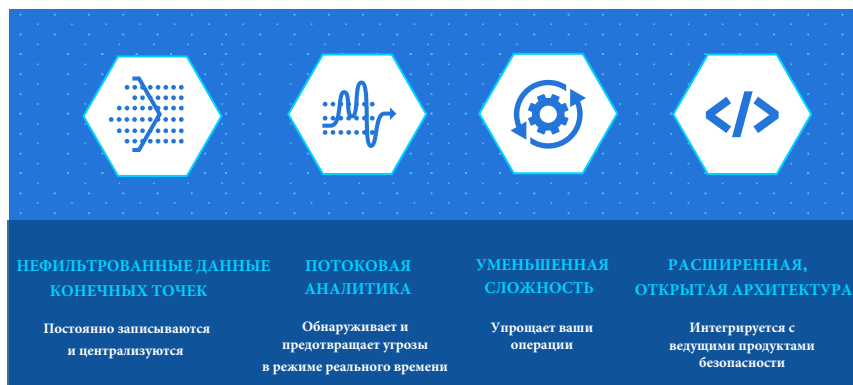 НЕФИЛЬТРОВАННЫЕ ДАННЫЕ
КОНЕЧНЫХ ТОЧЕК
Постоянно записываются
и централизуются
ПОТОКОВАЯ
АНАЛИТИКА
Обнаруживает и
предотвращает угрозы
в режиме реального времени
УМЕНЬШЕННАЯ
СЛОЖНОСТЬ
Упрощает ваши
операции
</>
РАСШИРЕННАЯ,
ОТКРЫТАЯ АРХИТЕКТУРА
Интегрируется с
ведущими продуктами
безопасности